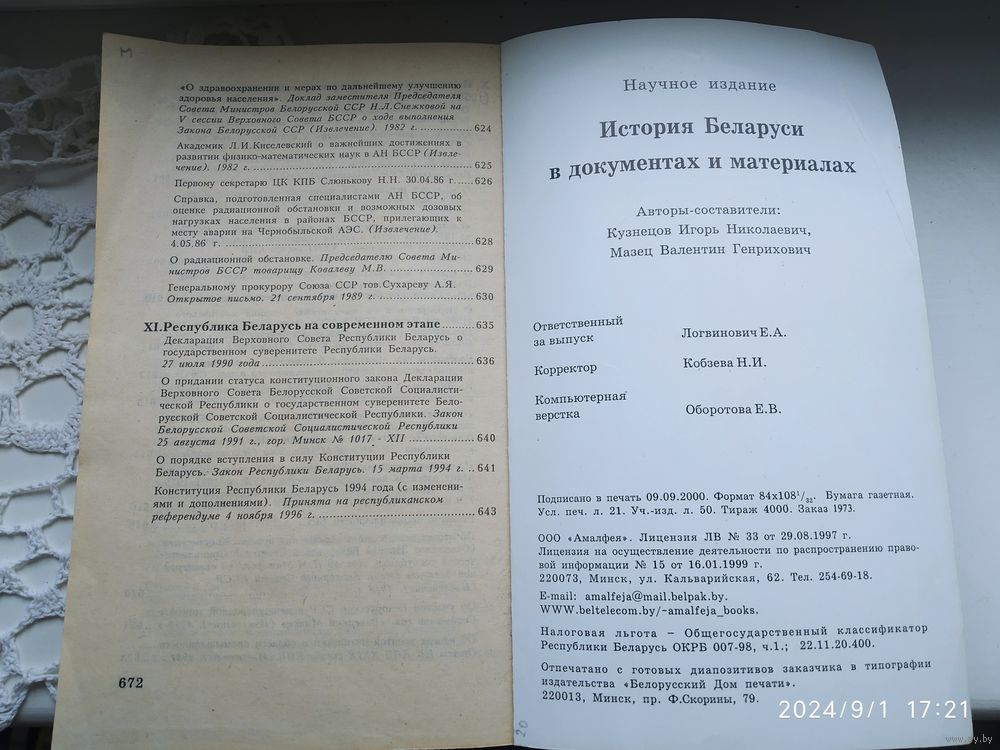 «О здравоохранении и мерах по дальнейшему улучшению
здоровья населения». Доклад заместителя Председателя
Совета Министров Белорусской ССР Н.Л.Снежковой на
V сессии Верховного Совета БССР о ходе выполнения
Закона Белорусской ССР (Извлечение). 1982 г. ............... 624
Академик Л.И.Киселевский о важнейших достижениях в
развитии физико-математических наук в АН БССР (Извле-
чение). 1982 г. ............... 625
Первому секретарю ЦК КПБ Слюнькову Н.Н. 30.04.86 г. ..... 626
Справка, подготовленная специалистами АН БССР, об
оценке радиационной обстановки и возможных дозовых
нагрузках населения в районах БССР, прилегающих к
месту аварии на Чернобыльской АЭС. (Извлечение).
4.05.86 г. ............... 628
О радиационной обстановке. Председателю Совета Ми-
нистров БССР товарищу Ковалеву М.В. ............... 629
Генеральному прокурору Союза ССР тов.Сухареву А.Я.
Открытое письмо. 21 сентября 1989 г. ............... 630
XI.Республика Беларусь на современном этапе .......... 635
Декларация Верховного Совета Республики Беларусь о
государственном суверенитете Республики Беларусь.
27 июля 1990 года ............... 636
О придании статуса конституционного закона Декларации
Верховного Совета Белорусской Советской Социалисти-
ческой Республики о государственном суверенитете Бело-
русской Советской Социалистической Республики. Закон
Белорусской Советской Социалистической Республики
25 августа 1991 г., гор. Минск № 1017 - XII ............... 640
О порядке вступления в силу Конституции Республики
Беларусь. Закон Республики Беларусь. 15 марта 1994 г. .. 641
Конституция Республики Беларусь 1994 года (с изменени-
ями и дополнениями). Принята на республиканском
референдуме 4 ноября 1996 г. ............... 643
672
Научное издание
История Беларуси
в документах и материалах
Авторы-составители:
Кузнецов Игорь Николаевич,
Мазец Валентин Генрихович
Ответственный
за выпуск Логвинович Е.А.
Корректор Кобзева Н.И.
Компьютерная
верстка Оборотова Е.В.
Подписано в печать 09.09.2000. Формат 84х108¹/₃₂. Бумага газетная.
Усл. печ. л. 21. Уч.-изд. л. 50. Тираж 4000. Заказ 1973.
ООО «Амалфея». Лицензия ЛВ № 33 от 29.08.1997 г.
Лицензия на осуществление деятельности по распространению право-
вой информации № 15 от 16.01.1999 г.
220073, Минск, ул. Кальварийская, 62. Тел. 254-69-18.
E-mail: amalfeja@mail.belpak.by.
WWW.beltelecom.by/~amalfeja_books.
Налоговая льгота – Общегосударственный классификатор
Республики Беларусь ОКРБ 007-98, ч.1.; 22.11.20.400.
Отпечатано с готовых диапозитивов заказчика в типографии
издательства «Белорусский Дом печати».
220013, Минск, пр. Ф.Скорины, 79.
20
2024/9/1 17:21